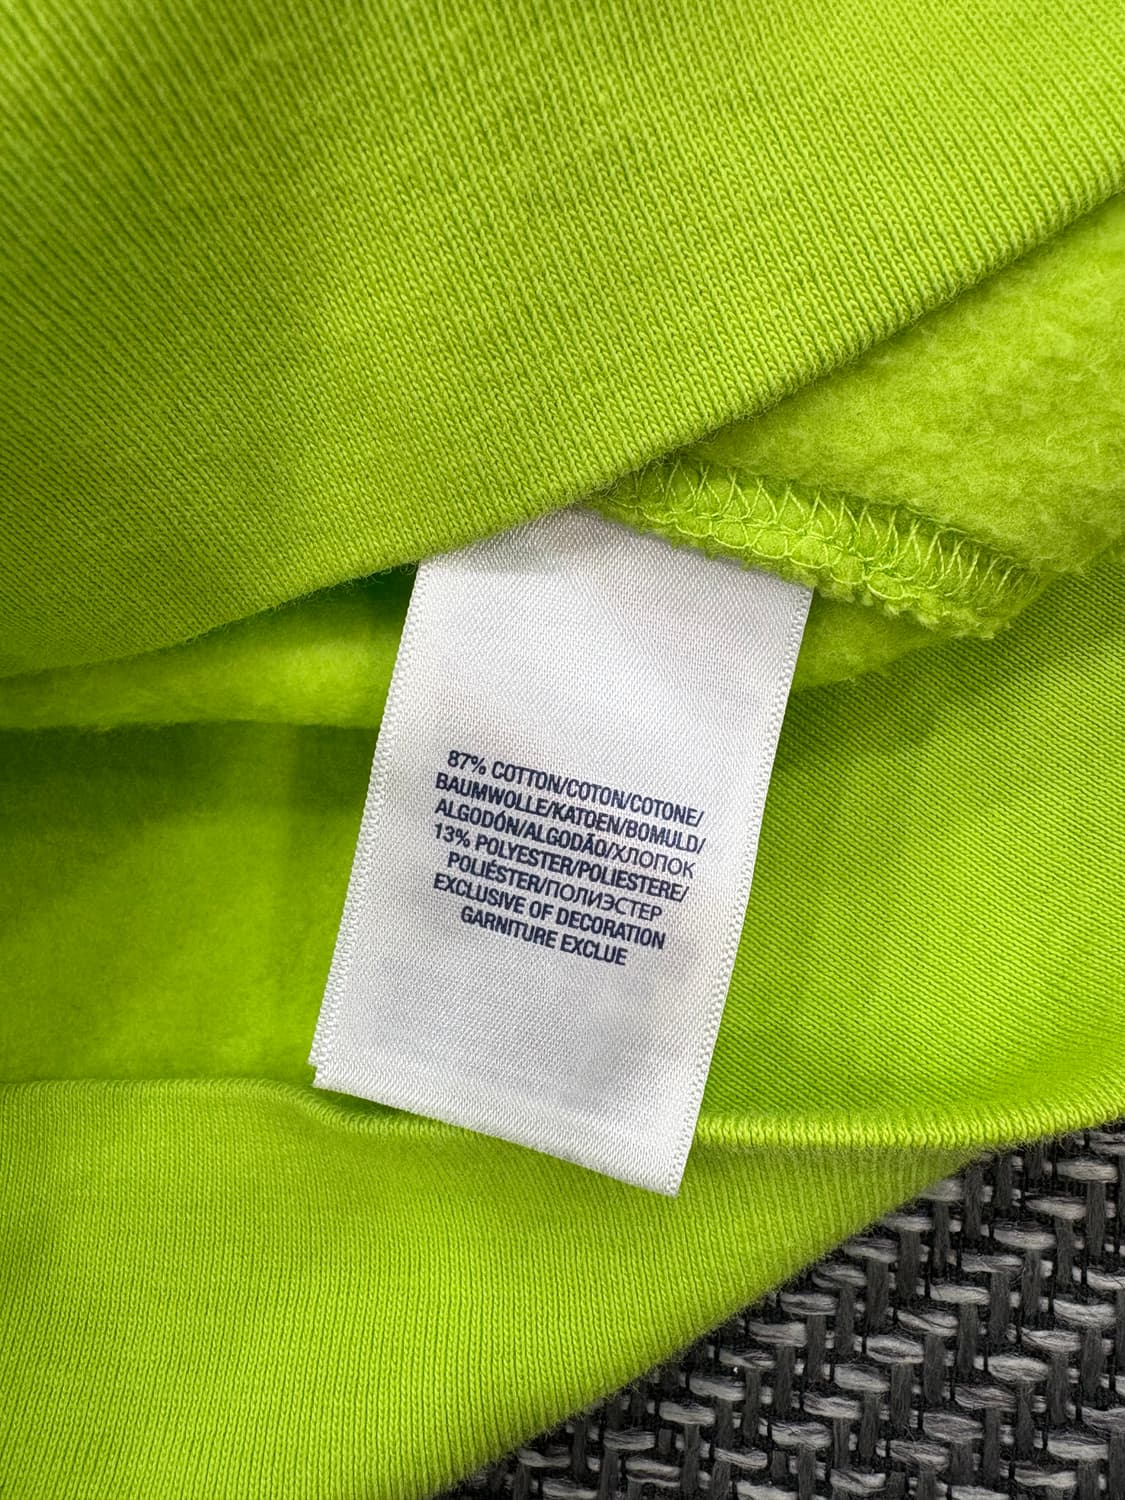 87% COTTON/COTON/COTONE/
BAUMWOLLE/KATOEN/BOMULD/
ALGODÓN/ALGODÃO/ХЛОПОК
13% POLYESTER/POLIESTERE/
POLIÉSTER/ПОЛИЭСТЕР
EXCLUSIVE OF DECORATION
GARNITURE EXCLUE